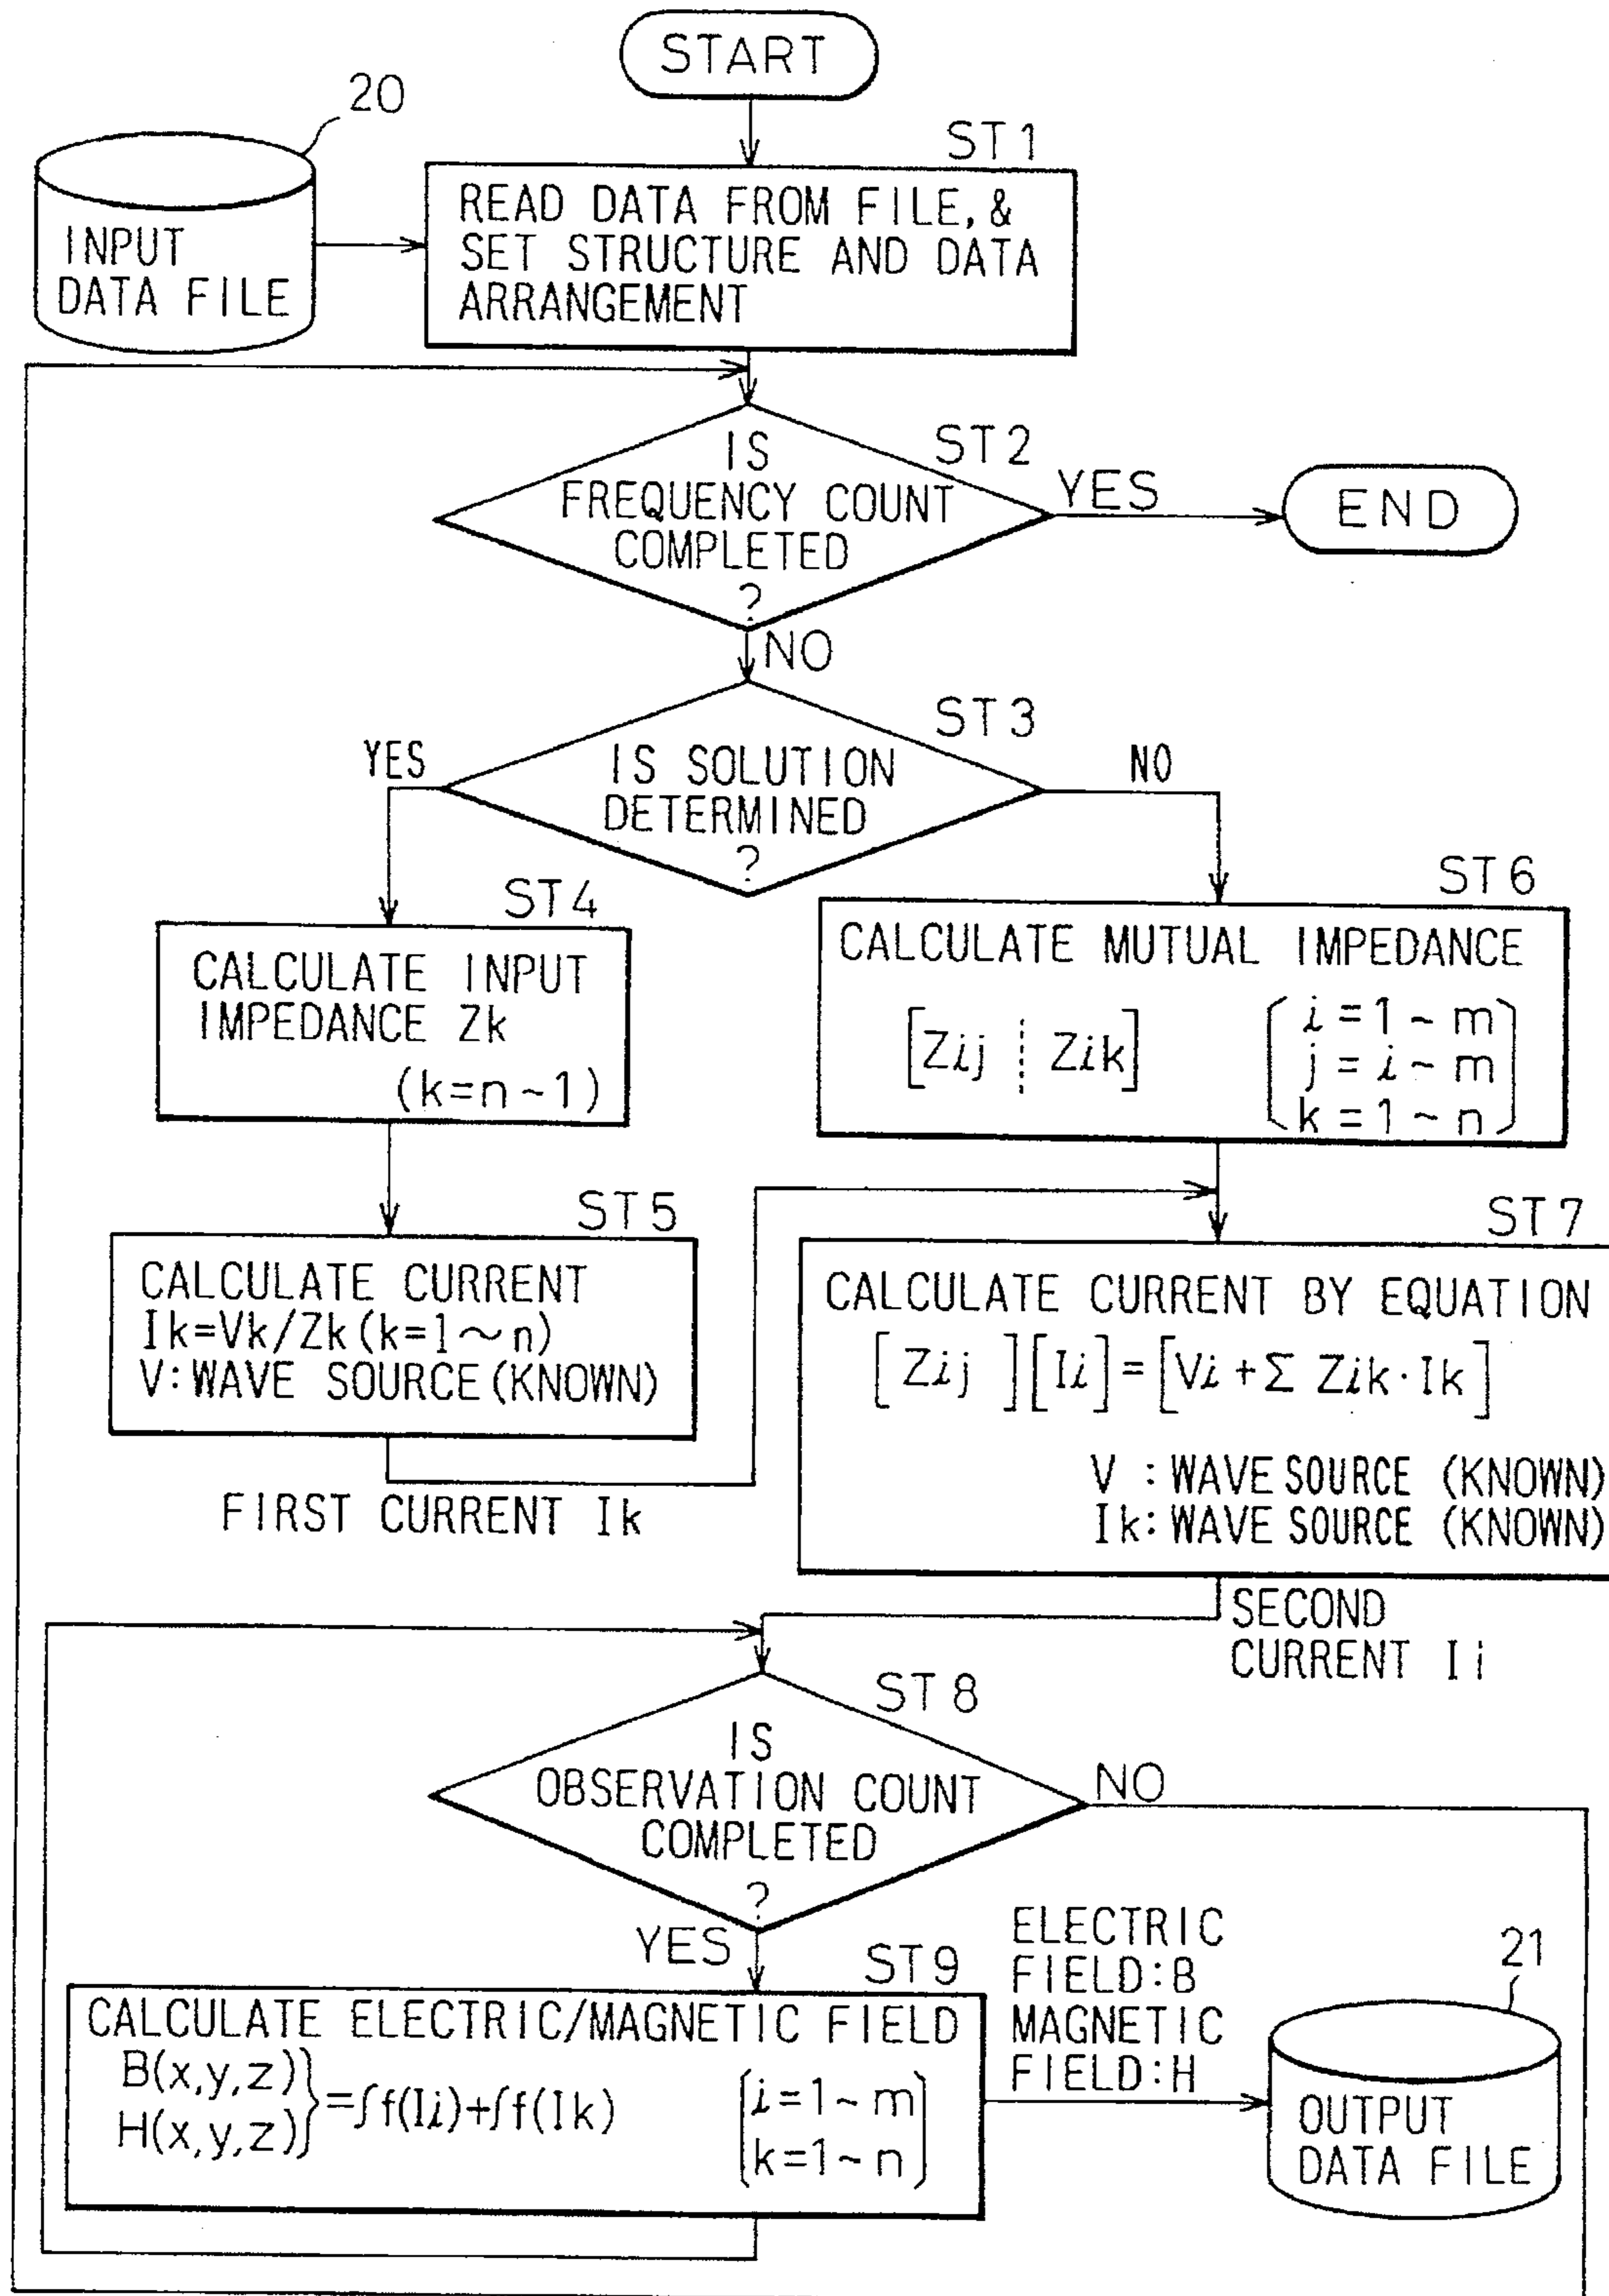 START
20
ST1
INPUT
DATA FILE
READ DATA FROM FILE, &
SET STRUCTURE AND DATA
ARRANGEMENT
ST2
IS
FREQUENCY COUNT
COMPLETED
?
YES
END
NO
ST3
YES
IS SOLUTION
DETERMINED
?
NO
ST4
CALCULATE INPUT
IMPEDANCE Zk
(k=n~1)
ST6
CALCULATE MUTUAL IMPEDANCE
[Zij ┊ Zik]
i = 1 ~ m
j = i ~ m
k = 1 ~ n
ST5
CALCULATE CURRENT
Ik=Vk/Zk(k=1~n)
V:WAVE SOURCE(KNOWN)
FIRST CURRENT Ik
ST7
CALCULATE CURRENT BY EQUATION
[ Zij ][Ii]=[Vi+Σ Zik·Ik]
V : WAVE SOURCE (KNOWN)
Ik: WAVE SOURCE (KNOWN)
SECOND
CURRENT Ii
ST8
IS
OBSERVATION COUNT
COMPLETED
?
NO
YES
ST9
CALCULATE ELECTRIC/MAGNETIC FIELD
B(x,y,z)
H(x,y,z)}=∫f(Ii)+∫f(Ik)
i=1~m
k=1~n
ELECTRIC
FIELD:B
MAGNETIC
FIELD:H
21
OUTPUT
DATA FILE